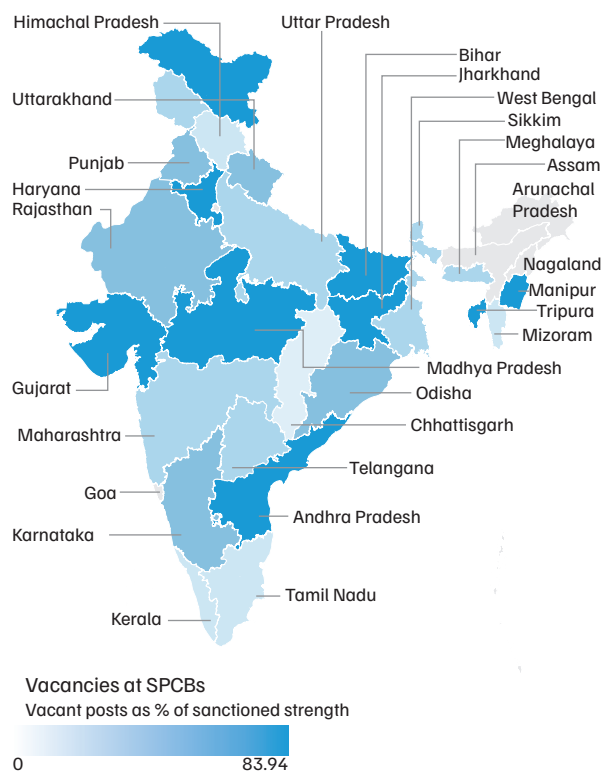 Himachal Pradesh
Uttar Pradesh
Bihar
Jharkhand
Uttarakhand
West Bengal
Sikkim
Meghalaya
Punjab
Assam
Haryana
Arunachal
Pradesh
Rajasthan
Nagaland
Manipur
Tripura
Mizoram
Madhya Pradesh
Gujarat
Odisha
Chhattisgarh
Maharashtra
Telangana
Goa
Andhra Pradesh
Karnataka
Tamil Nadu
Kerala
Vacancies at SPCBs
Vacant posts as % of sanctioned strength
0 83.94